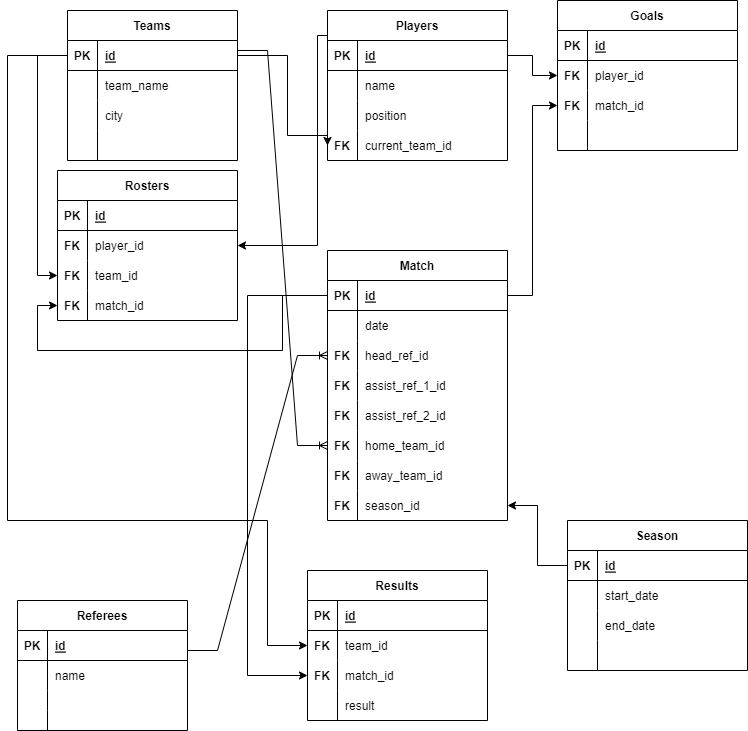 Teams
PK id
team_name
city
Players
PK id
name
position
FK current_team_id
Goals
PK id
FK player_id
FK match_id
Rosters
PK id
FK player_id
FK team_id
FK match_id
Match
PK id
date
FK head_ref_id
FK assist_ref_1_id
FK assist_ref_2_id
FK home_team_id
FK away_team_id
FK season_id
Season
PK id
start_date
end_date
Results
PK id
FK team_id
FK match_id
result
Referees
PK id
name